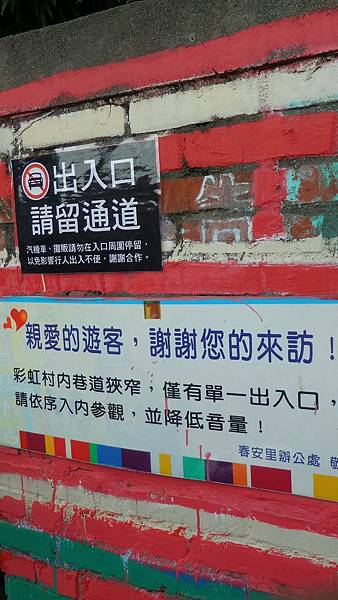 出入口
請留通道
汽機車、攤販請勿在入口周圍停留,
以免影響行人出入不便,謝謝合作。
親愛的遊客,謝謝您的來訪!
彩虹村內巷道狹窄,僅有單一出入口,
請依序入內參觀,並降低音量!
春安里辦公處 敬